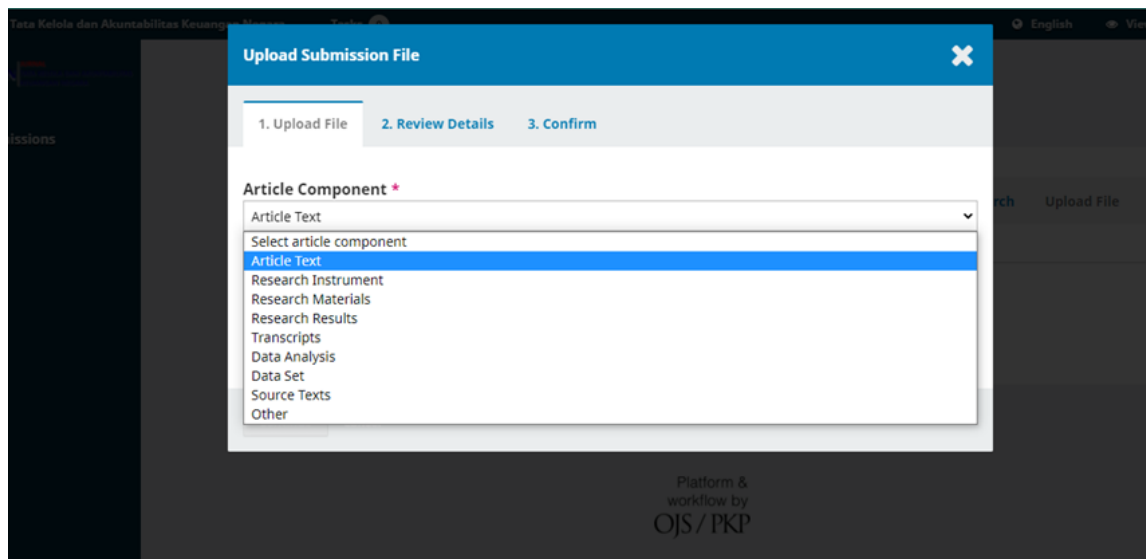 Tata Kelola dan Akuntabilitas Keuangan Negara
Tasks
English
Vie
Upload Submission File
1. Upload File
2. Review Details
3. Confirm
issions
Article Component *
Article Text
rch
Upload File
Select article component
Article Text
Research Instrument
Research Materials
Research Results
Transcripts
Data Analysis
Data Set
Source Texts
Other
Platform &
workflow by
OJS / PKP